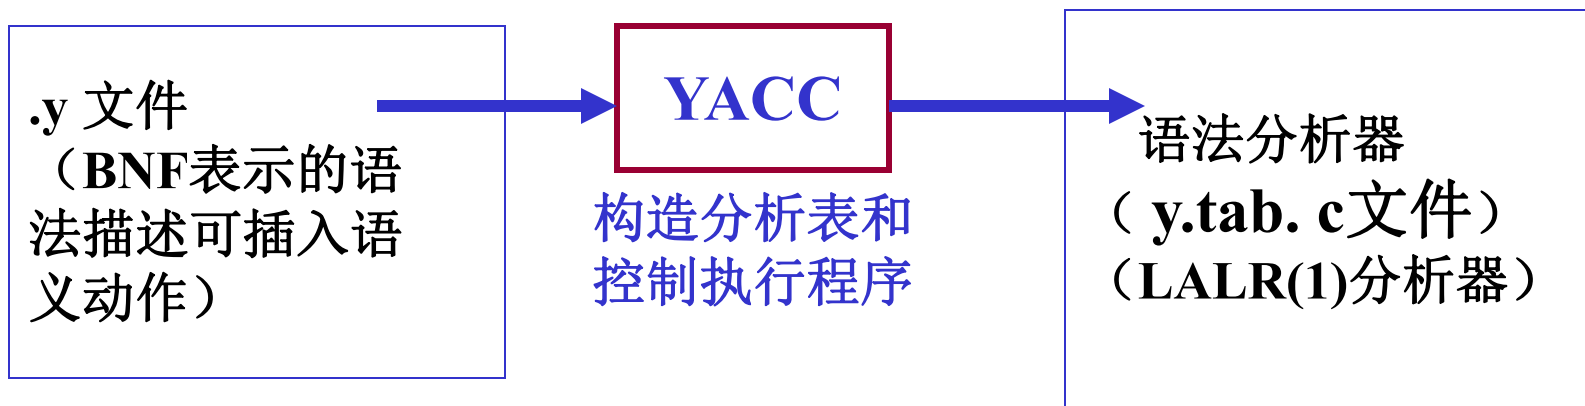 .y 文件
（BNF表示的语
法描述可插入语
义动作）
YACC
构造分析表和
控制执行程序
语法分析器
（ y.tab. c文件）
（LALR(1)分析器）